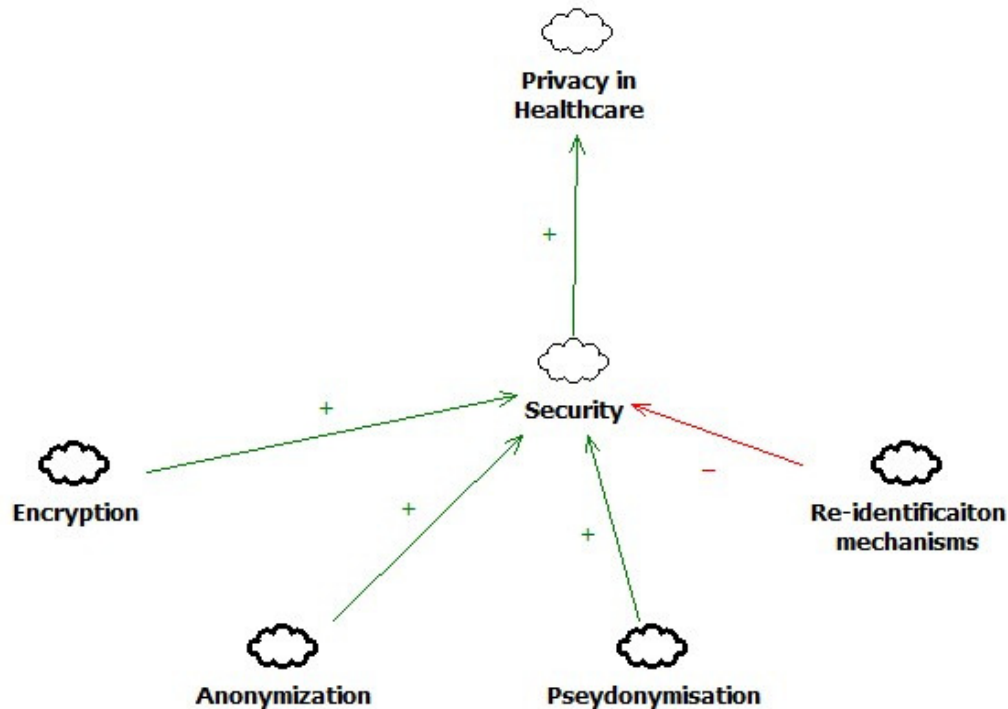 Privacy in
Healthcare
+
Security
+
Encryption
+
+
−
Re-identificaiton
mechanisms
Anonymization
Pseydonymisation